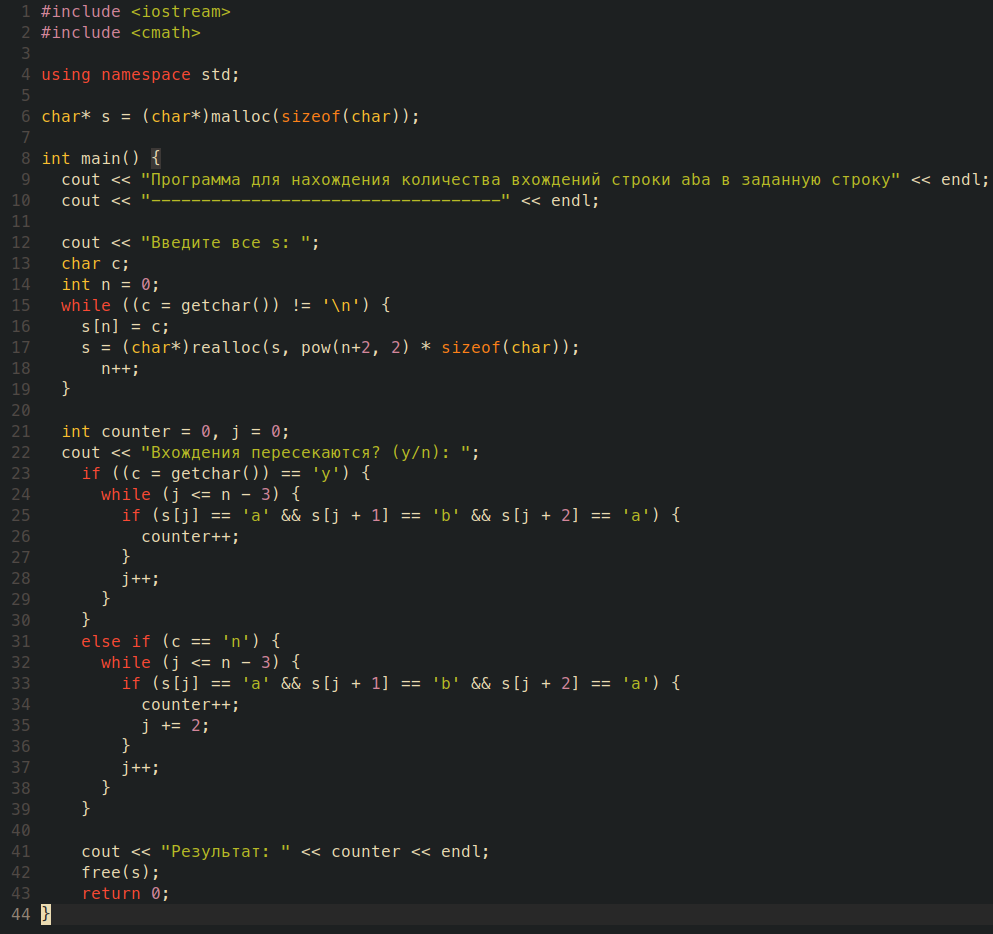 1 #include <iostream>
2 #include <cmath>
3
4 using namespace std;
5
6 char* s = (char*)malloc(sizeof(char));
7
8 int main() {
9   cout << "Программа для нахождения количества вхождений строки aba в заданную строку" << endl;
10   cout << "-----------------------------------" << endl;
11
12   cout << "Введите все s: ";
13   char c;
14   int n = 0;
15   while ((c = getchar()) != '\n') {
16     s[n] = c;
17     s = (char*)realloc(s, pow(n+2, 2) * sizeof(char));
18       n++;
19   }
20
21   int counter = 0, j = 0;
22   cout << "Вхождения пересекаются? (y/n): ";
23     if ((c = getchar()) == 'y') {
24       while (j <= n - 3) {
25         if (s[j] == 'a' && s[j + 1] == 'b' && s[j + 2] == 'a') {
26           counter++;
27         }
28         j++;
29       }
30     }
31     else if (c == 'n') {
32       while (j <= n - 3) {
33         if (s[j] == 'a' && s[j + 1] == 'b' && s[j + 2] == 'a') {
34           counter++;
35           j += 2;
36         }
37         j++;
38       }
39     }
40
41     cout << "Результат: " << counter << endl;
42     free(s);
43     return 0;
44 }